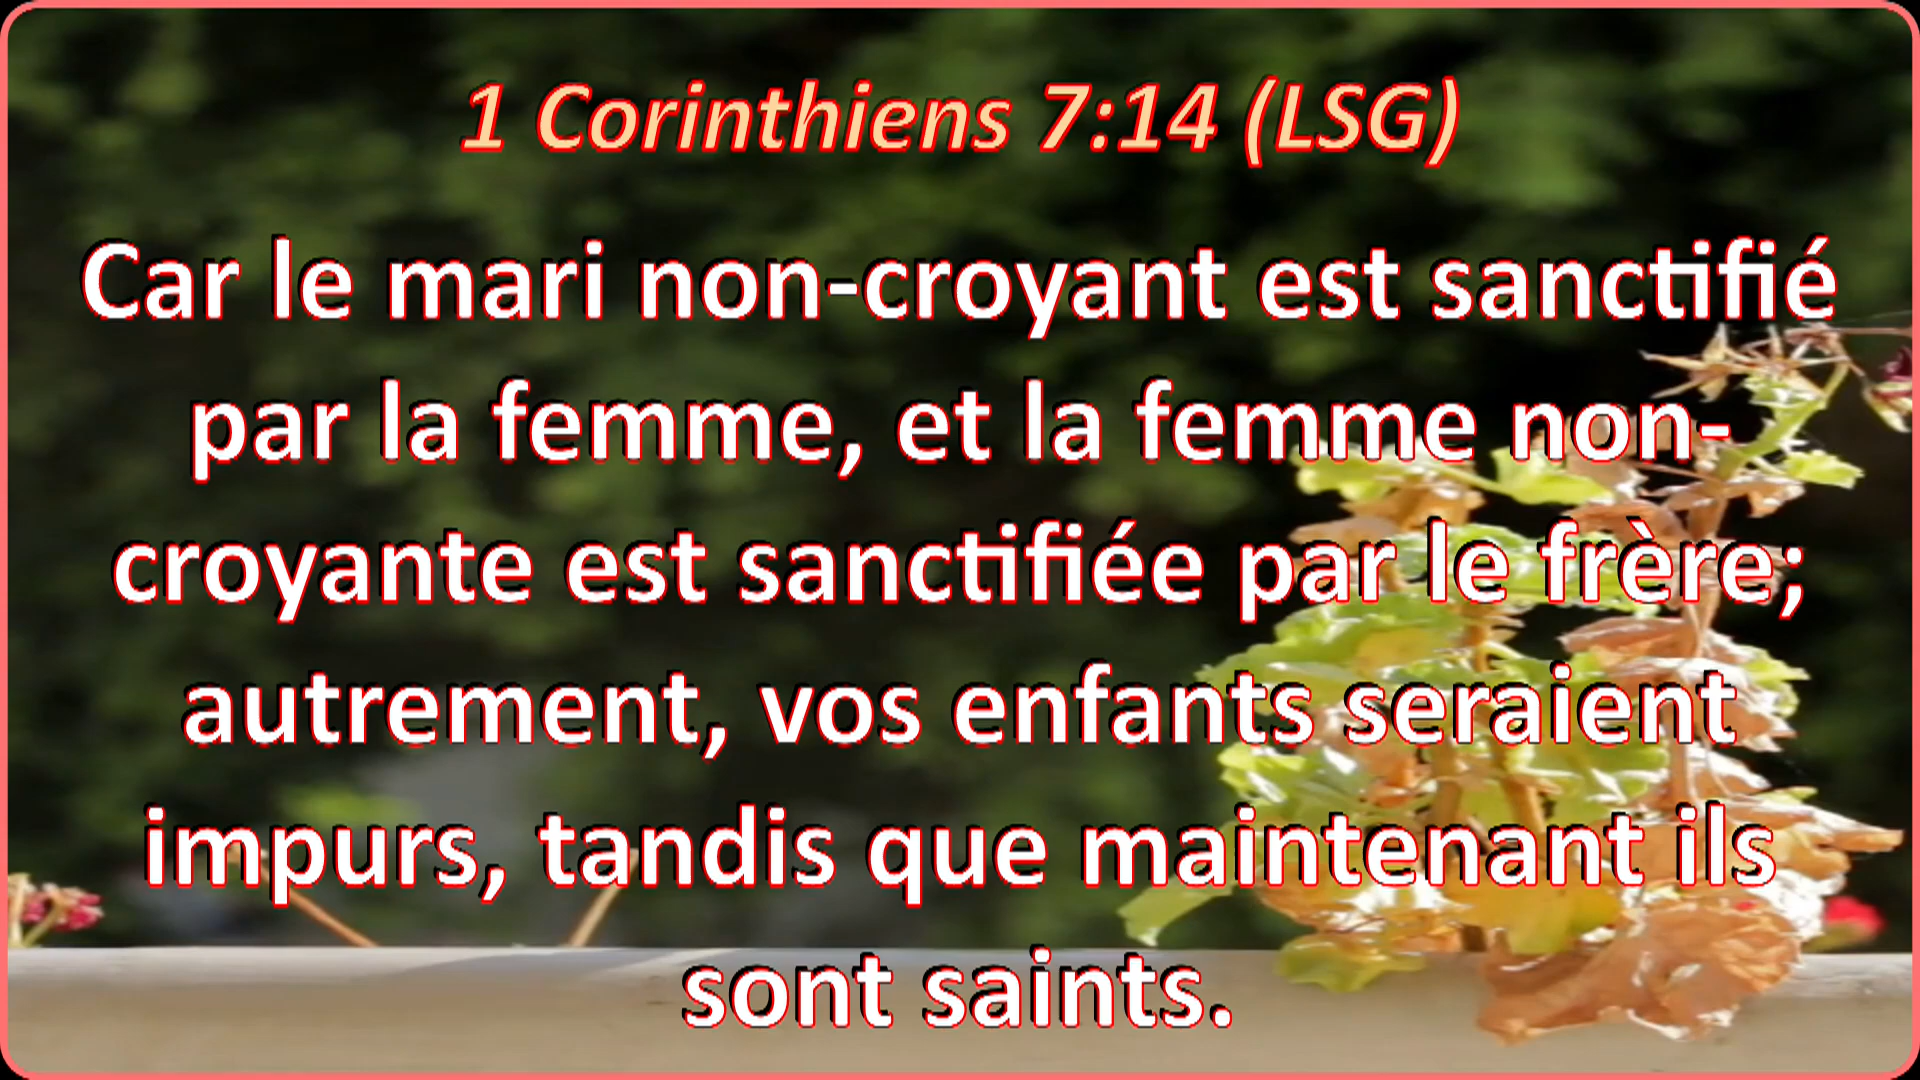 1 Corinthiens 7:14 (LSG)
Car le mari non-croyant est sanctifié
par la femme, et la femme non-
croyante est sanctifiée par le frère;
autrement, vos enfants seraient
impurs, tandis que maintenant ils
sont saints.